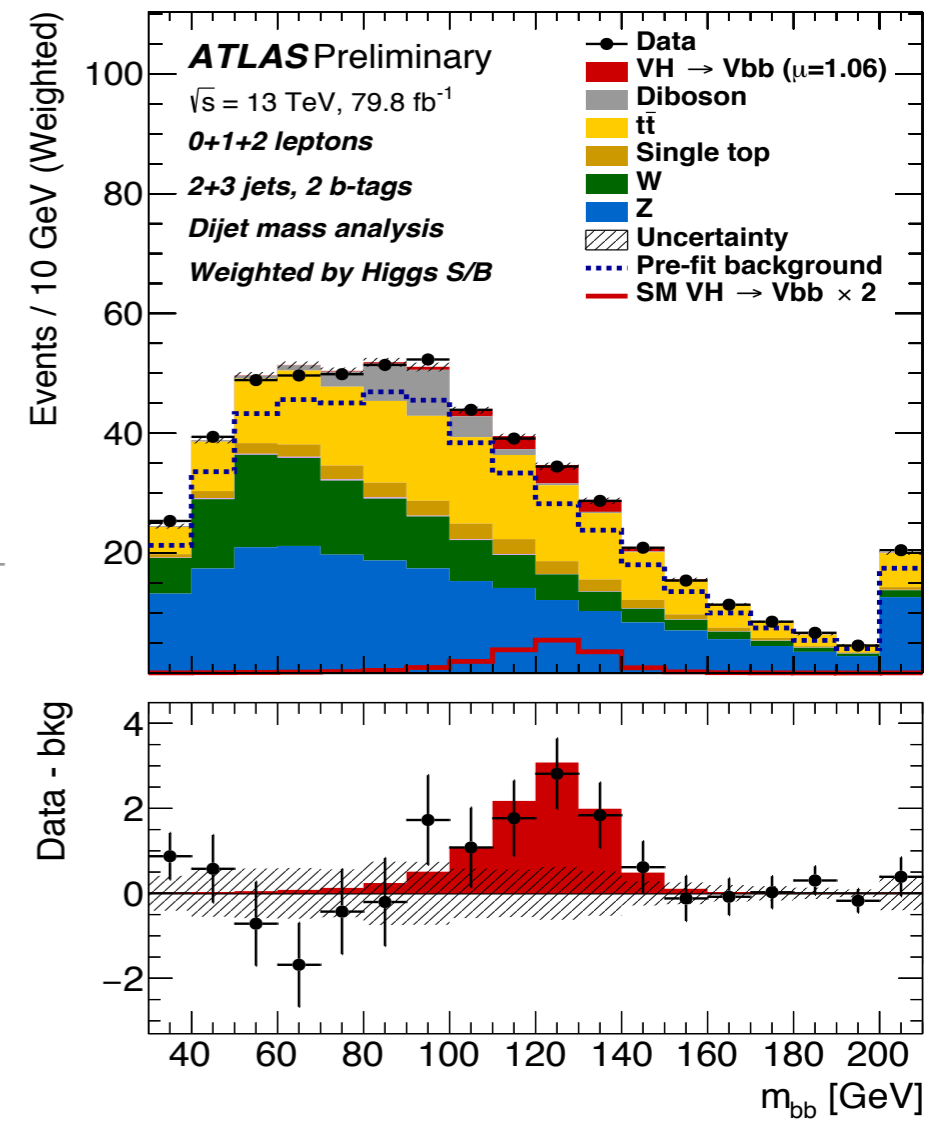 Events / 10 GeV (Weighted)
100
80
60
40
20
ATLAS Preliminary
√s = 13 TeV, 79.8 fb⁻¹
0+1+2 leptons
2+3 jets, 2 b-tags
Dijet mass analysis
Weighted by Higgs S/B
Data
VH → Vbb (μ=1.06)
Diboson
tt̄
Single top
W
Z
Uncertainty
Pre-fit background
SM VH → Vbb × 2
Data - bkg
4
2
0
−2
40 60 80 100 120 140 160 180 200
m_bb [GeV]